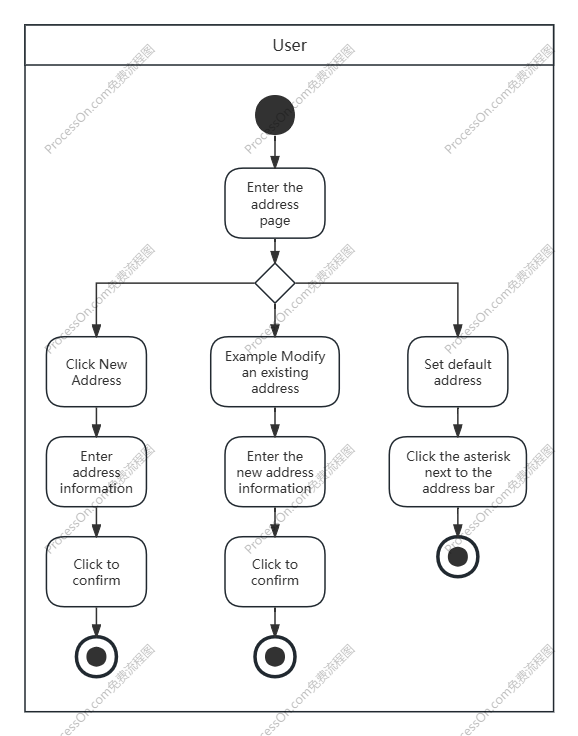 User
Enter the
address
page
Click New
Address
Example Modify
an existing
address
Set default
address
Enter
address
information
Enter the
new address
information
Click the asterisk
next to the
address bar
Click to
confirm
Click to
confirm
ProcessOn.com免费流程图
ProcessOn.com免费流程图
ProcessOn.com免费流程图
ProcessOn.com免费流程图
ProcessOn.com免费流程图
ProcessOn.com免费流程图
ProcessOn.com免费流程图
ProcessOn.com免费流程图
ProcessOn.com免费流程图
ProcessOn.com免费流程图
ProcessOn.com免费流程图
ProcessOn.com免费流程图